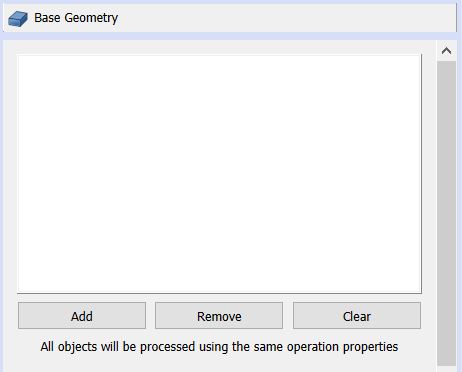 Base Geometry
Add
Remove
Clear
All objects will be processed using the same operation properties